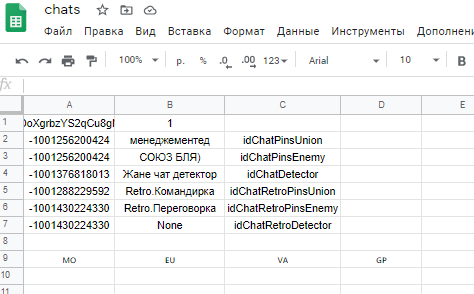 chats
Файл Правка Вид Вставка Формат Данные Инструменты Дополнени
100% р. % .0 .00 123 Arial 10 B
fx
A B C D E
1 OoXgrbzYS2qCu8gI 1
2 -1001256200424 менеджементед idChatPinsUnion
3 -1001256200424 СОЮЗ БЛЯ) idChatPinsEnemy
4 -1001376818013 Жане чат детектор idChatDetector
5 -1001288229592 Retro.Командирка idChatRetroPinsUnion
6 -1001430224330 Retro.Переговорка idChatRetroPinsEnemy
7 -1001430224330 None idChatRetroDetector
8
9 MO EU VA GP
10
11